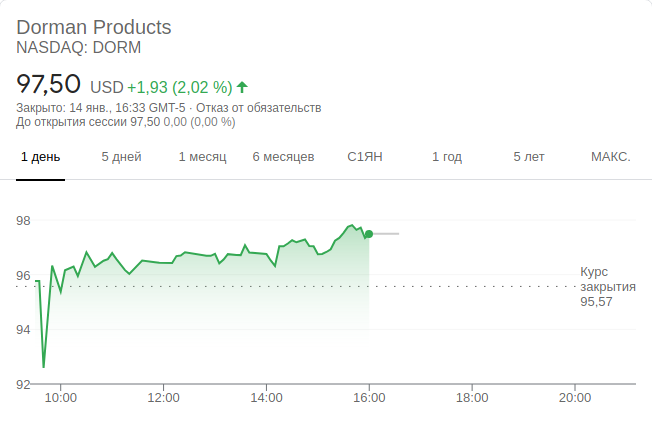 Dorman Products
NASDAQ: DORM
97,50 USD +1,93 (2,02 %)
Закрыто: 14 янв., 16:33 GMT-5 · Отказ от обязательств
До открытия сессии 97,50 0,00 (0,00 %)
1 день 5 дней 1 месяц 6 месяцев С1ЯН 1 год 5 лет МАКС.
98
96
94
92
Курс
закрытия
95,57
10:00 12:00 14:00 16:00 18:00 20:00